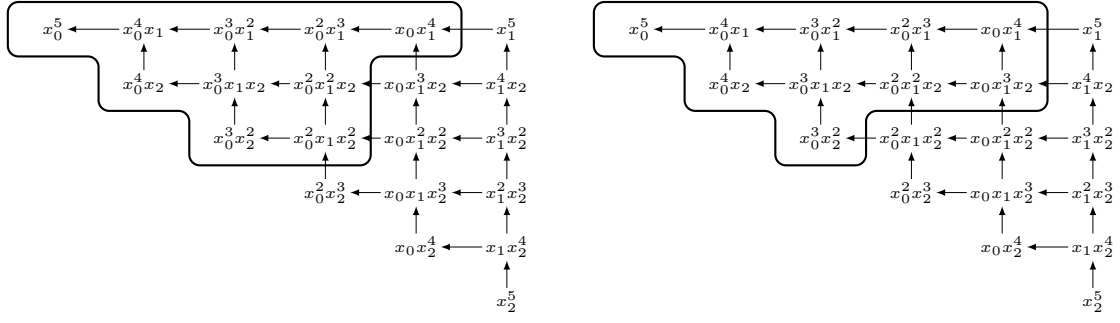 x_0^5 x_0^4x_1 x_0^3x_1^2 x_0^2x_1^3 x_0x_1^4 x_1^5
x_0^4x_2 x_0^3x_1x_2 x_0^2x_1^2x_2 x_0x_1^3x_2 x_1^4x_2
x_0^3x_2^2 x_0^2x_1x_2^2 x_0x_1^2x_2^2 x_1^3x_2^2
x_0^2x_2^3 x_0x_1x_2^3 x_1^2x_2^3
x_0x_2^4 x_1x_2^4
x_2^5
x_0^5 x_0^4x_1 x_0^3x_1^2 x_0^2x_1^3 x_0x_1^4 x_1^5
x_0^4x_2 x_0^3x_1x_2 x_0^2x_1^2x_2 x_0x_1^3x_2 x_1^4x_2
x_0^3x_2^2 x_0^2x_1x_2^2 x_0x_1^2x_2^2 x_1^3x_2^2
x_0^2x_2^3 x_0x_1x_2^3 x_1^2x_2^3
x_0x_2^4 x_1x_2^4
x_2^5